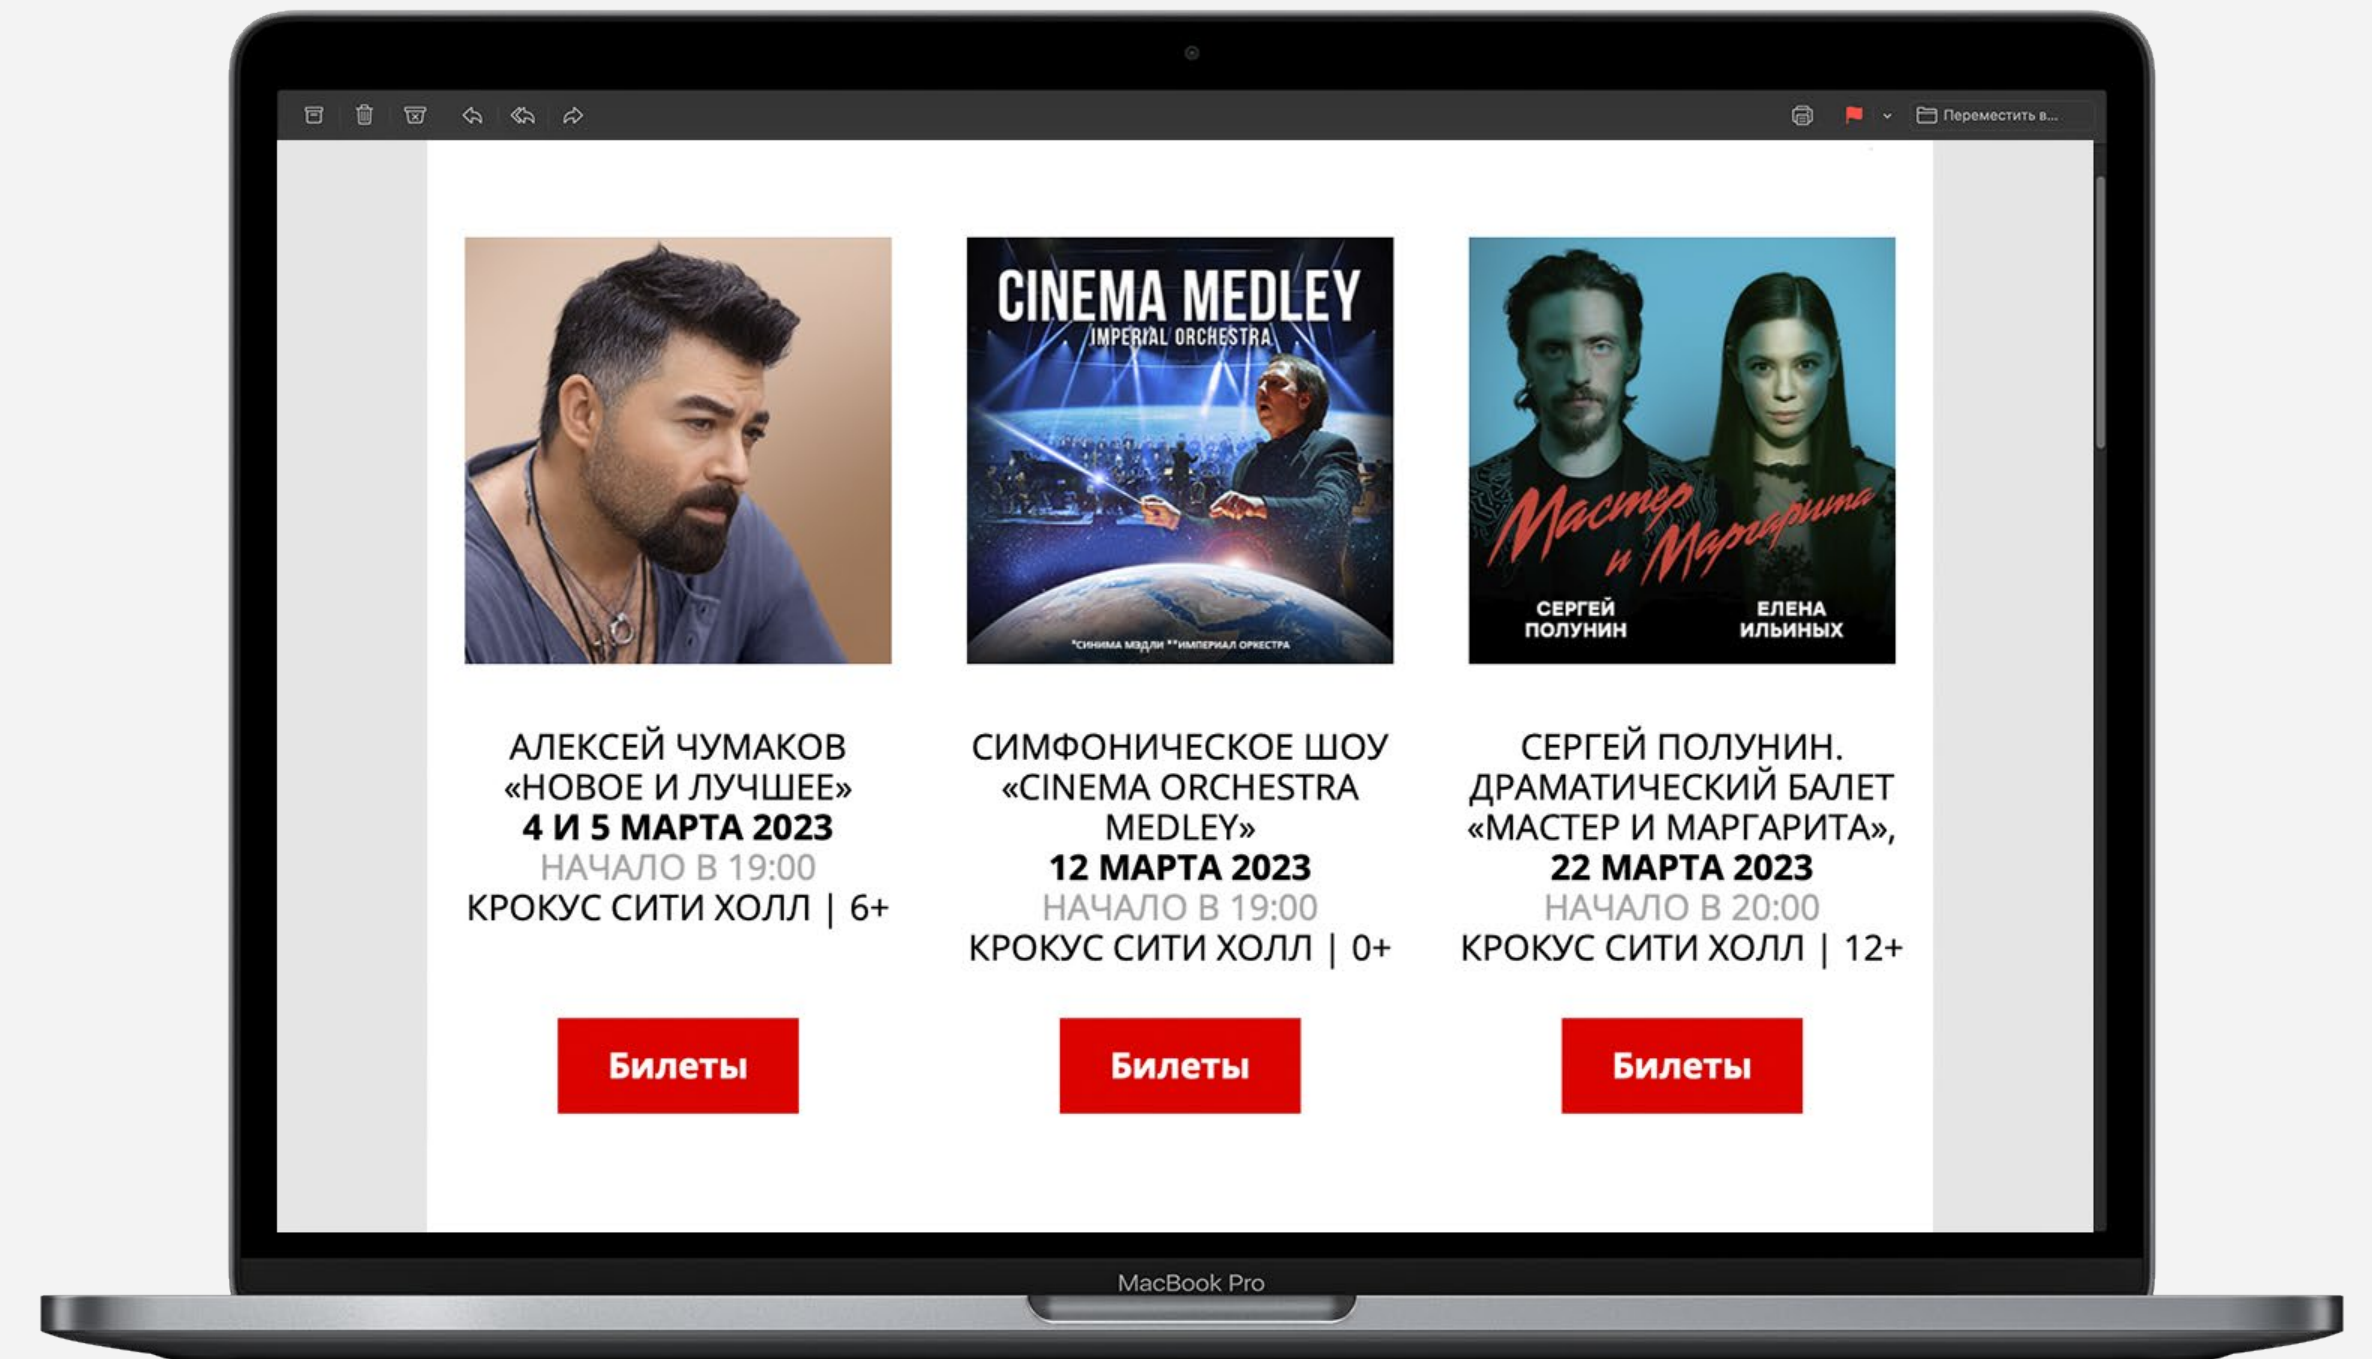 Переместить в...
CINEMA MEDLEY
IMPERIAL ORCHESTRA
*СИНИМА МЭДЛИ **ИМПЕРИАЛ ОРКЕСТРА
Мастер
и Маргарита
СЕРГЕЙ
ПОЛУНИН
ЕЛЕНА
ИЛЬИНЫХ
АЛЕКСЕЙ ЧУМАКОВ
«НОВОЕ И ЛУЧШЕЕ»
4 И 5 МАРТА 2023
НАЧАЛО В 19:00
КРОКУС СИТИ ХОЛЛ | 6+
Билеты
СИМФОНИЧЕСКОЕ ШОУ
«CINEMA ORCHESTRA
MEDLEY»
12 МАРТА 2023
НАЧАЛО В 19:00
КРОКУС СИТИ ХОЛЛ | 0+
Билеты
СЕРГЕЙ ПОЛУНИН.
ДРАМАТИЧЕСКИЙ БАЛЕТ
«МАСТЕР И МАРГАРИТА»,
22 МАРТА 2023
НАЧАЛО В 20:00
КРОКУС СИТИ ХОЛЛ | 12+
Билеты
MacBook Pro